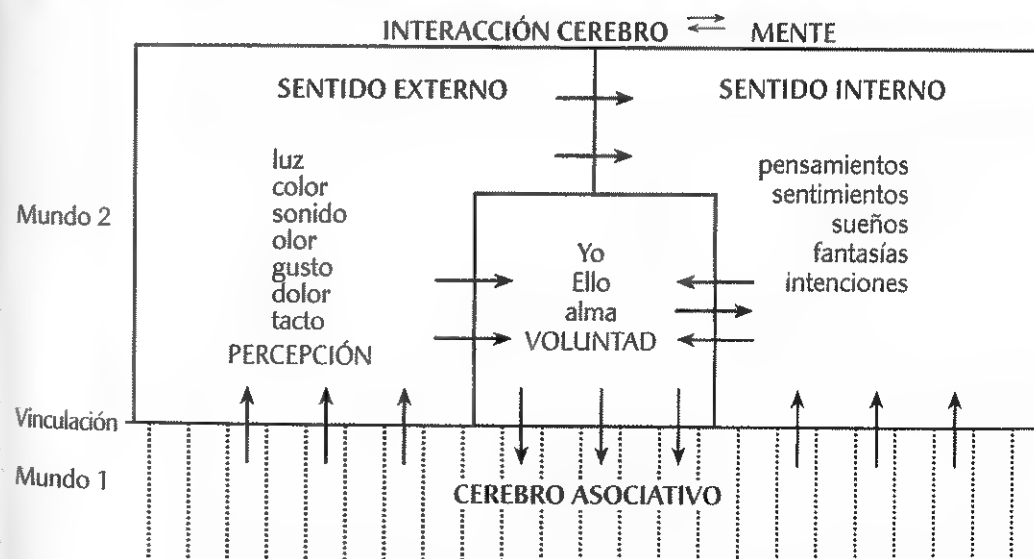 INTERACCIÓN CEREBRO ⇄ MENTE
SENTIDO EXTERNO
SENTIDO INTERNO
luz
color
sonido
olor
gusto
dolor
tacto
PERCEPCIÓN
Yo
Ello
alma
VOLUNTAD
pensamientos
sentimientos
sueños
fantasías
intenciones
Mundo 2
Vinculación
Mundo 1
CEREBRO ASOCIATIVO